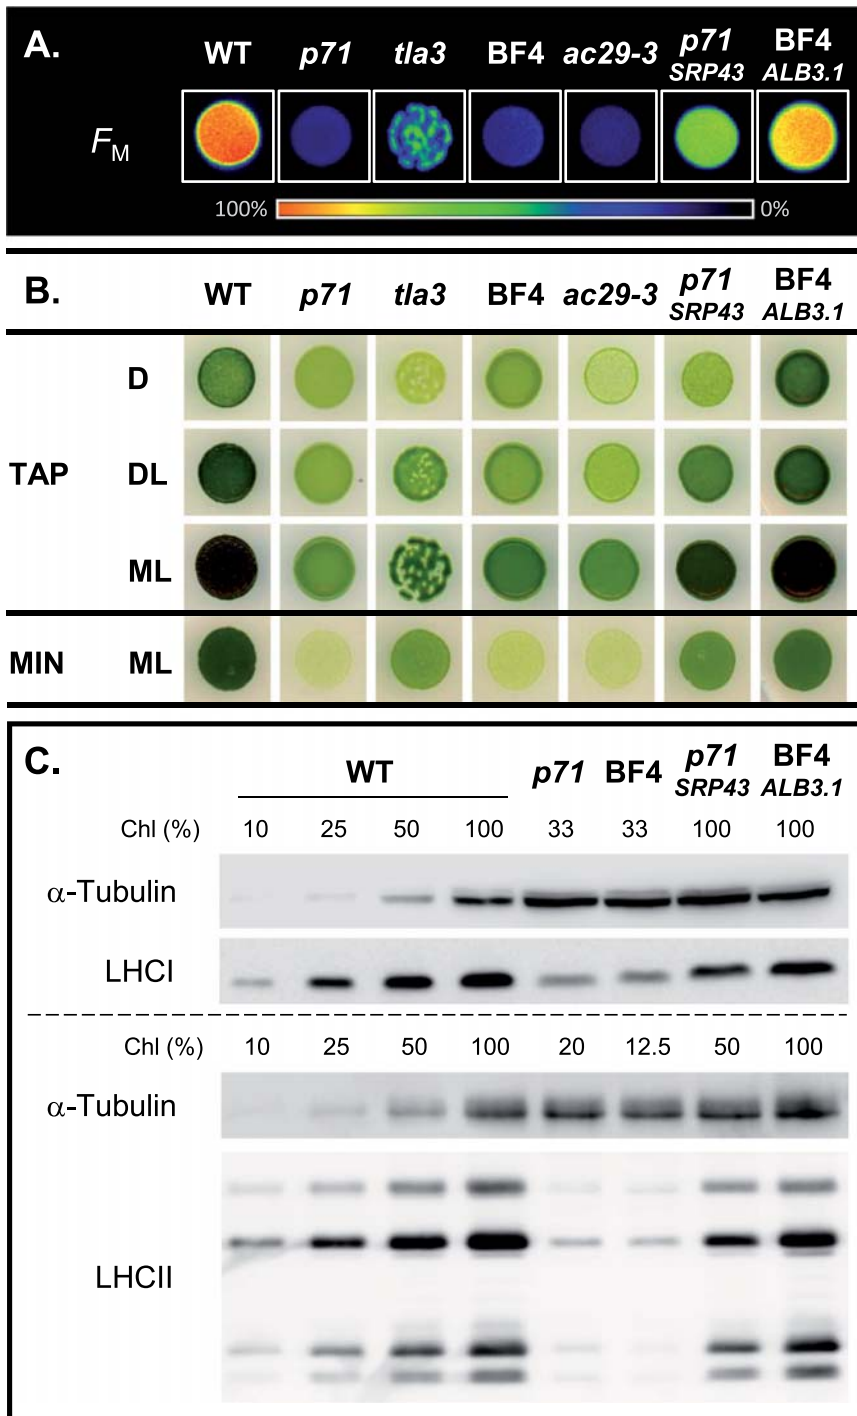 A.
WT p71 tla3 BF4 ac29-3 p71 SRP43 BF4 ALB3.1
FM
100% 0%
B.
WT p71 tla3 BF4 ac29-3 p71 SRP43 BF4 ALB3.1
D
TAP DL
ML
MIN ML
C.
WT p71 BF4 p71 SRP43 BF4 ALB3.1
Chl (%) 10 25 50 100 33 33 100 100
α-Tubulin
LHCI
Chl (%) 10 25 50 100 20 12.5 50 100
α-Tubulin
LHCII